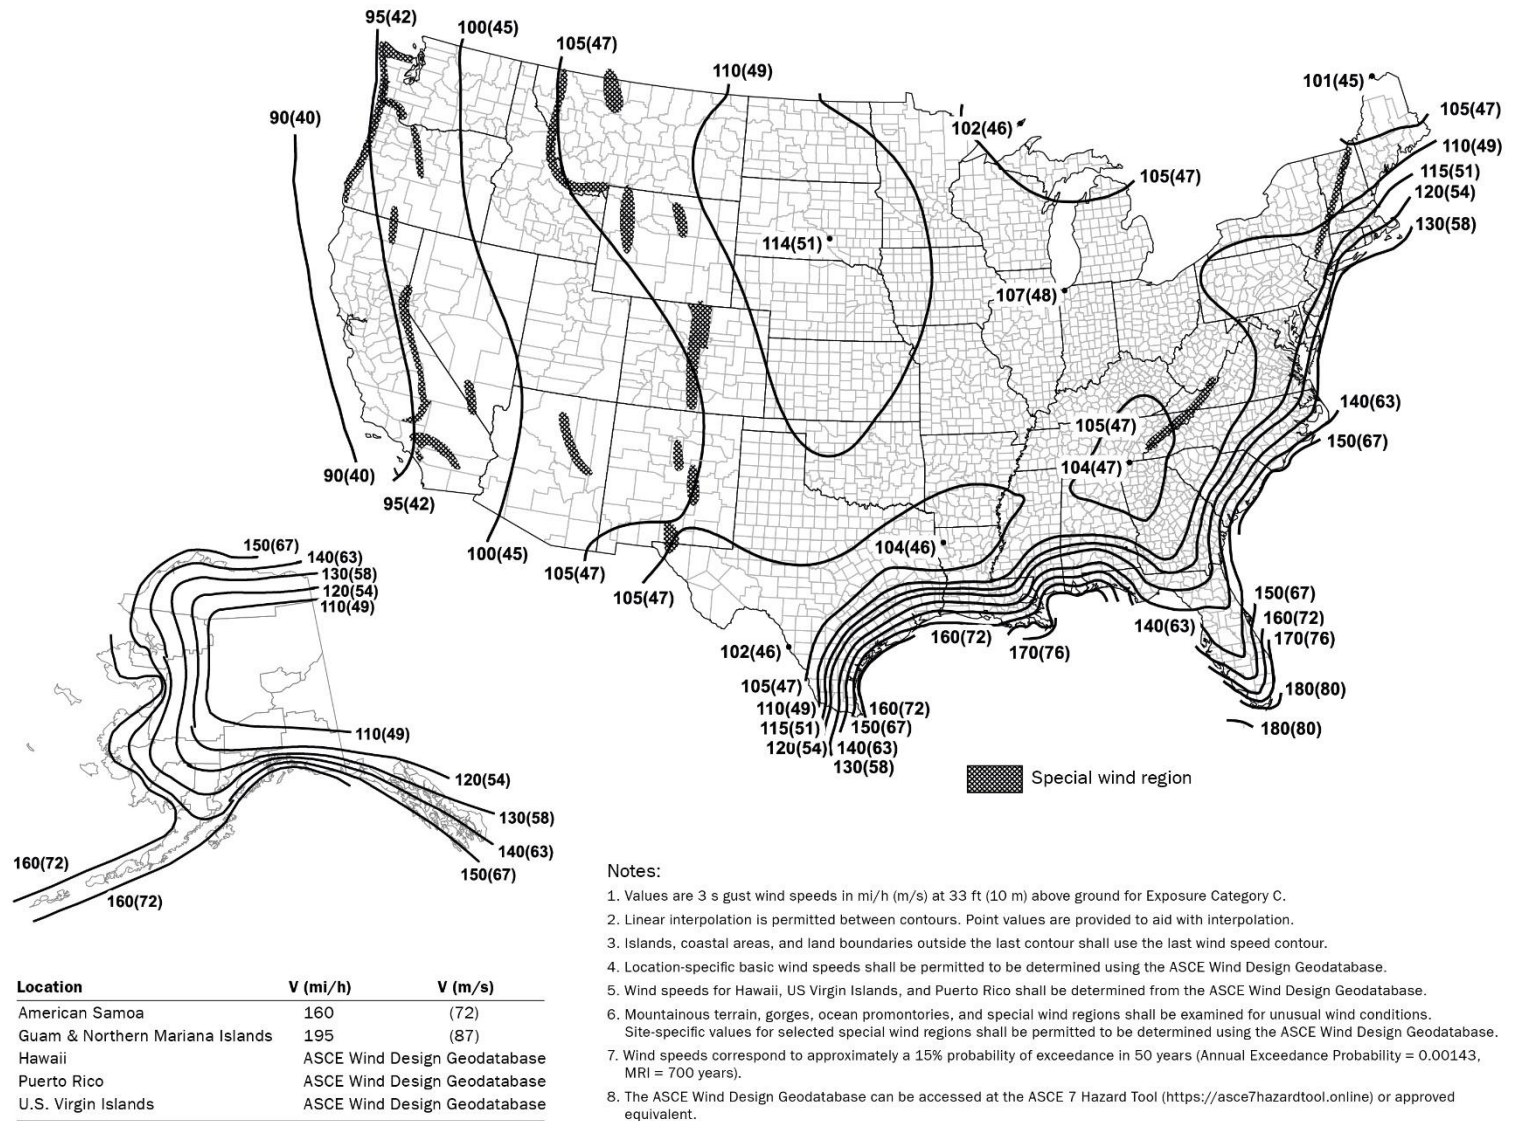 95(42)
100(45)
105(47)
110(49)
101(45)
105(47)
90(40)
102(46)
110(49)
115(51)
105(47)
120(54)
130(58)
114(51)
107(48)
140(63)
105(47)
150(67)
104(47)
90(40)
95(42)
100(45)
104(46)
105(47)
105(47)
150(67)
140(63)
130(58)
120(54)
110(49)
150(67)
160(72)
140(63)
170(76)
160(72)
170(76)
102(46)
105(47)
180(80)
110(49)
160(72)
115(51)
150(67)
180(80)
120(54)
140(63)
130(58)
110(49)
120(54)
130(58)
140(63)
150(67)
160(72)
160(72)
Special wind region
Notes:
1. Values are 3 s gust wind speeds in mi/h (m/s) at 33 ft (10 m) above ground for Exposure Category C.
2. Linear interpolation is permitted between contours. Point values are provided to aid with interpolation.
3. Islands, coastal areas, and land boundaries outside the last contour shall use the last wind speed contour.
4. Location-specific basic wind speeds shall be permitted to be determined using the ASCE Wind Design Geodatabase.
5. Wind speeds for Hawaii, US Virgin Islands, and Puerto Rico shall be determined from the ASCE Wind Design Geodatabase.
6. Mountainous terrain, gorges, ocean promontories, and special wind regions shall be examined for unusual wind conditions.
Site-specific values for selected special wind regions shall be permitted to be determined using the ASCE Wind Design Geodatabase.
7. Wind speeds correspond to approximately a 15% probability of exceedance in 50 years (Annual Exceedance Probability = 0.00143,
MRI = 700 years).
8. The ASCE Wind Design Geodatabase can be accessed at the ASCE 7 Hazard Tool (https://asce7hazardtool.online) or approved
equivalent.
Location V (mi/h) V (m/s)
American Samoa 160 (72)
Guam & Northern Mariana Islands 195 (87)
Hawaii ASCE Wind Design Geodatabase
Puerto Rico ASCE Wind Design Geodatabase
U.S. Virgin Islands ASCE Wind Design Geodatabase